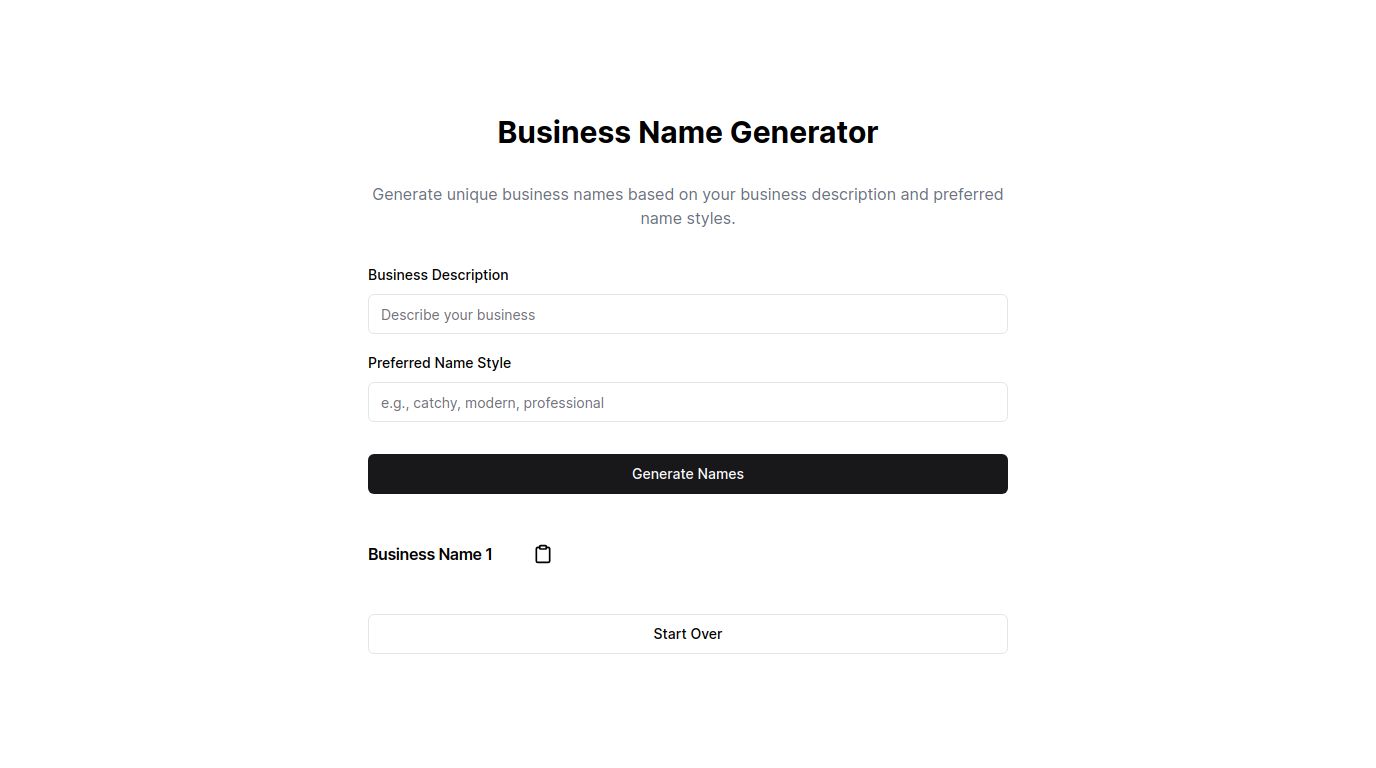 Business Name Generator
Generate unique business names based on your business description and preferred
name styles.
Business Description
Describe your business
Preferred Name Style
e.g., catchy, modern, professional
Generate Names
Business Name 1
Start Over